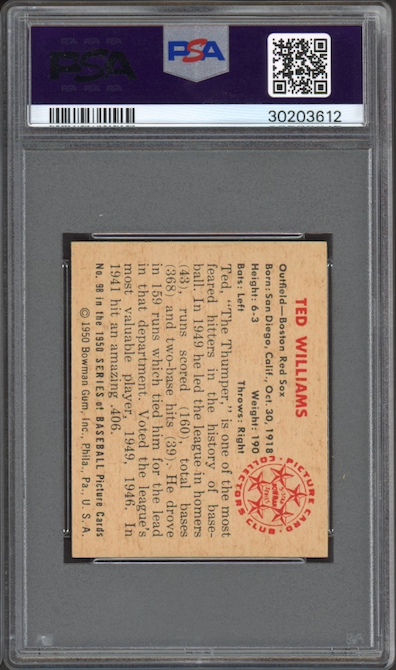 PSA
PSA
30203612
TED WILLIAMS
Outfield—Boston Red Sox
Born: San Diego, Calif., Oct. 30, 1918
Height: 6-3 Weight: 190
Bats: Left Throws: Right
Ted, "The Thumper," is one of the most
feared hitters in the history of base-
ball. In 1949 he led the league in homers
(43), runs scored (160), total bases
(368) and two-base hits (39). He drove
in 159 runs which tied him for the lead
in that department. Voted the league's
most valuable player, 1949, 1946. In
1941 hit an amazing .406.
No. 98 in the 1950 SERIES of BASEBALL Picture Cards
© 1950 Bowman Gum, Inc., Phila., Pa., U. S. A.
PICTURE CARD
COLLECTORS CLUB
BOWMAN